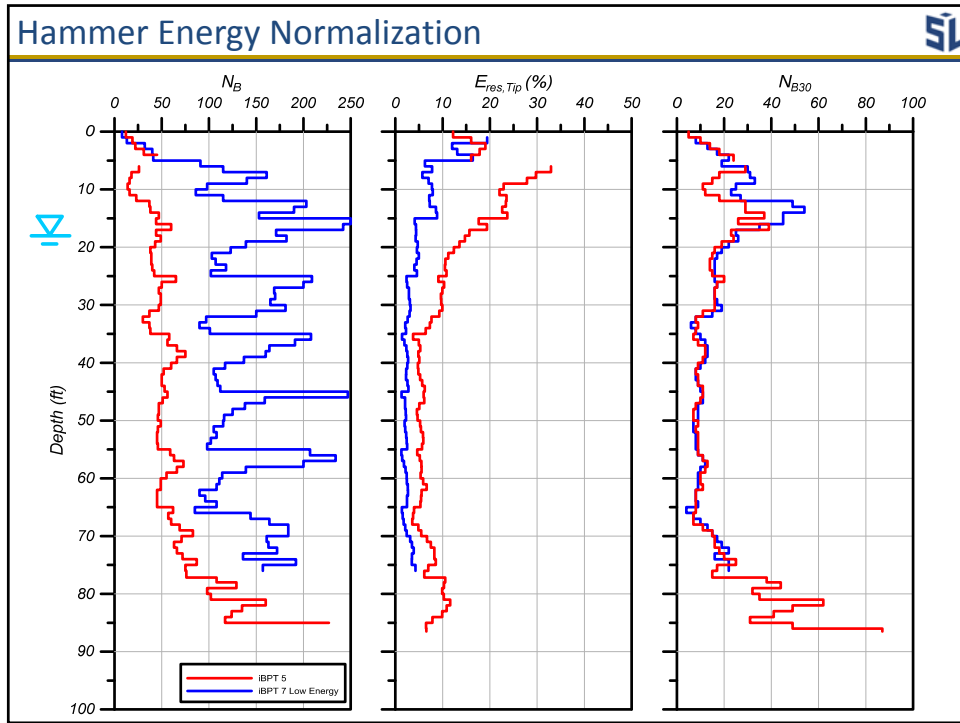 Hammer Energy Normalization
N_B
E_res,Tip (%)
N_B30
0 50 100 150 200 250
0 10 20 30 40 50
0 20 40 60 80 100
0
10
20
30
40
50
60
70
80
90
100
Depth (ft)
iBPT 5
iBPT 7 Low Energy